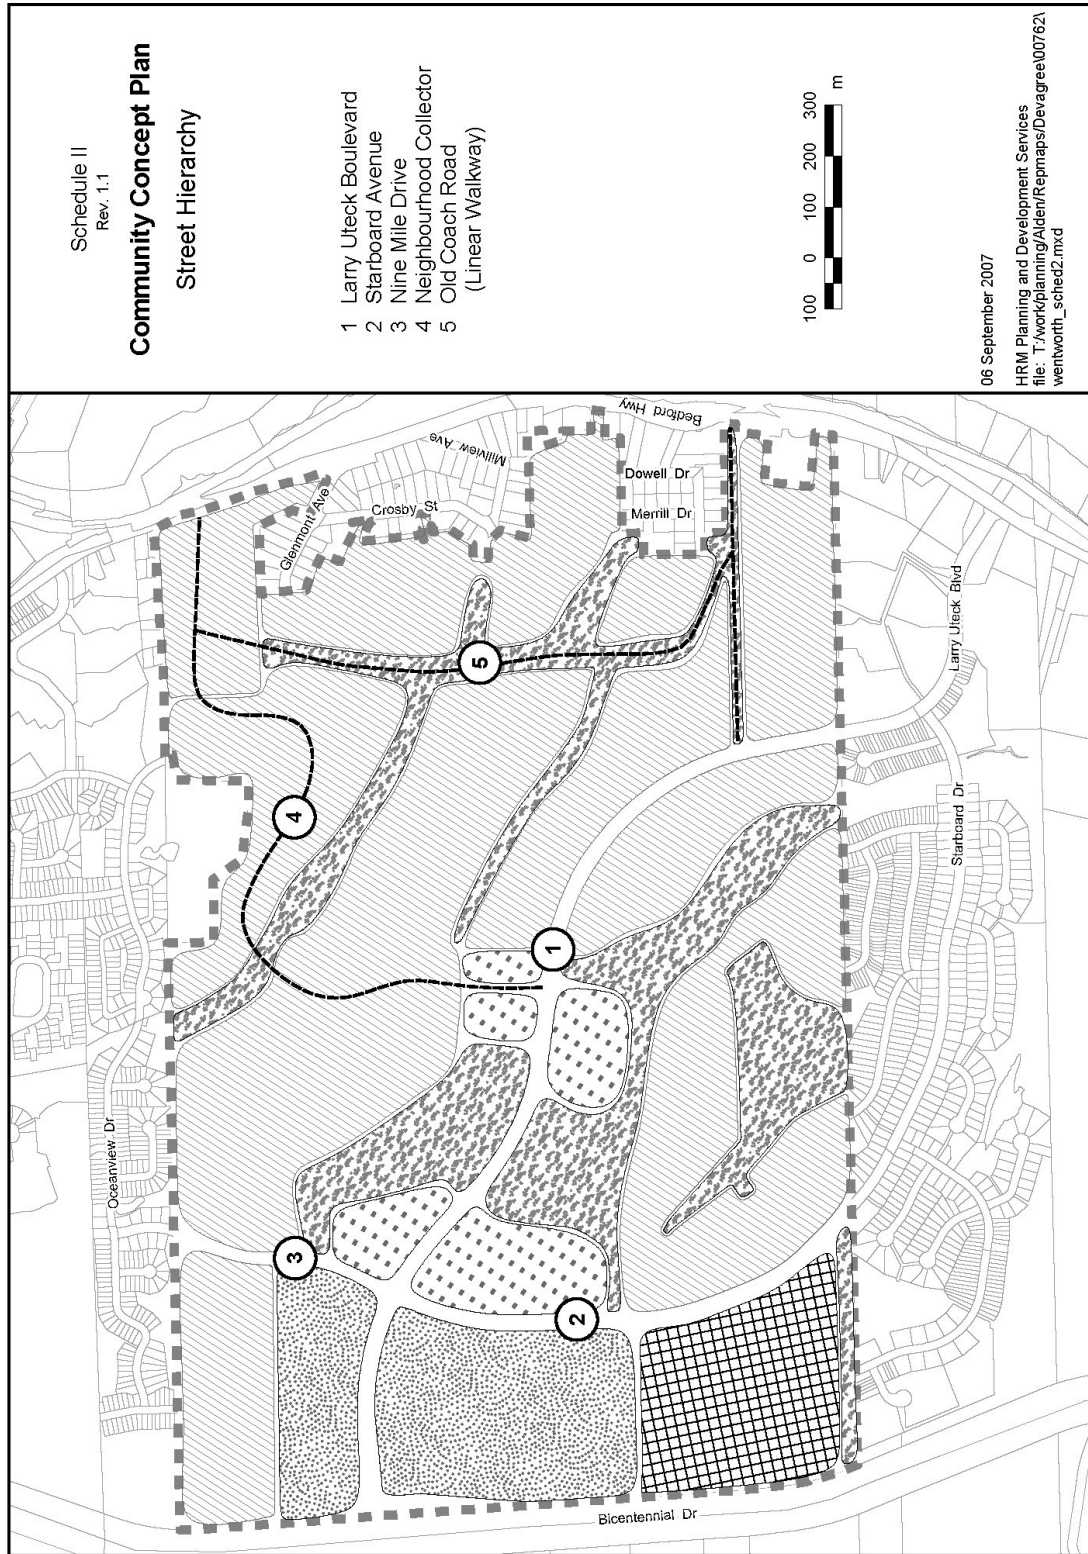 Schedule II
Rev. 1.1
Community Concept Plan
Street Hierarchy
1 Larry Uteck Boulevard
2 Starboard Avenue
3 Nine Mile Drive
4 Neighbourhood Collector
5 Old Coach Road
(Linear Walkway)
100 0 100 200 300 m
06 September 2007
HRM Planning and Development Services
file: T:/work/planning/Alden/Repmaps/Devagree\00762\
wentworth_sched2.mxd
Bedford Hwy
Millview Ave
Dowell Dr
Merrill Dr
Crosby St
Glenmont Ave
Larry Uteck Blvd
Starboard Dr
Oceanview Dr
Bicentennial Dr
5
4
1
3
2